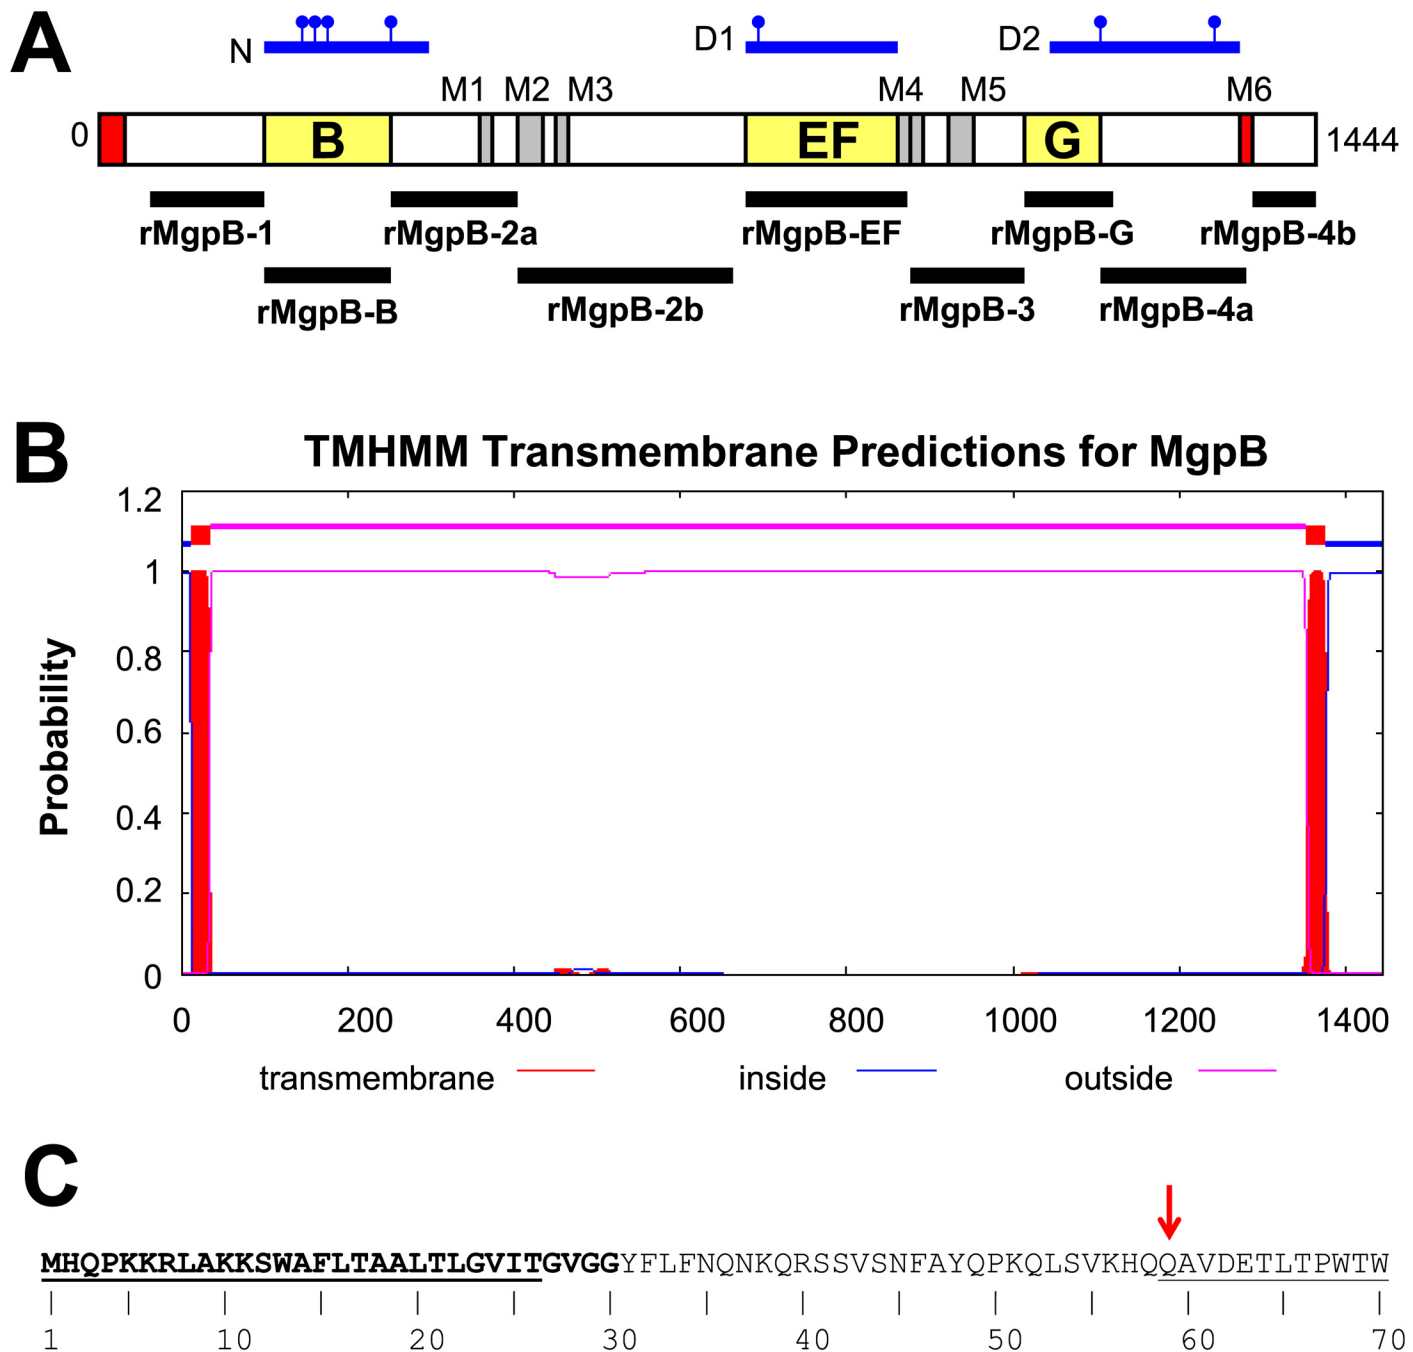 A
N
D1
D2
M1 M2 M3 M4 M5 M6
0 B EF G 1444
rMgpB-1 rMgpB-2a rMgpB-EF rMgpB-G rMgpB-4b
rMgpB-B rMgpB-2b rMgpB-3 rMgpB-4a
B
TMHMM Transmembrane Predictions for MgpB
1.2
1
0.8
0.6
0.4
0.2
0
Probability
0 200 400 600 800 1000 1200 1400
transmembrane inside outside
C
MHQPKKRLAKKSWAFLTAALTLGVITGVGGYFLFNQNKQRSSVSNFAYQPKQLSVKHQQAVDETLTPWTW
1 10 20 30 40 50 60 70